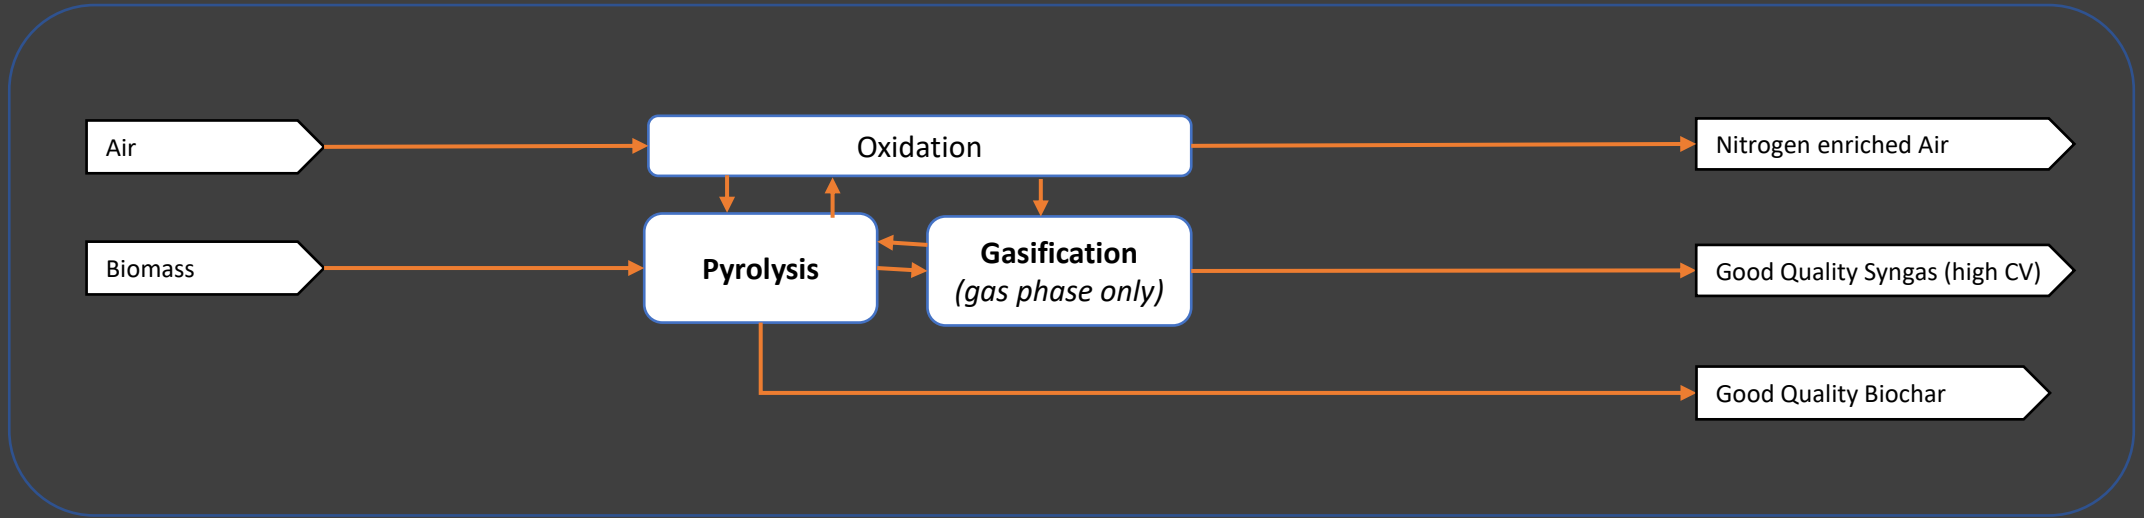 Air
Oxidation
Nitrogen enriched Air
Biomass
Pyrolysis
Gasification
(gas phase only)
Good Quality Syngas (high CV)
Good Quality Biochar